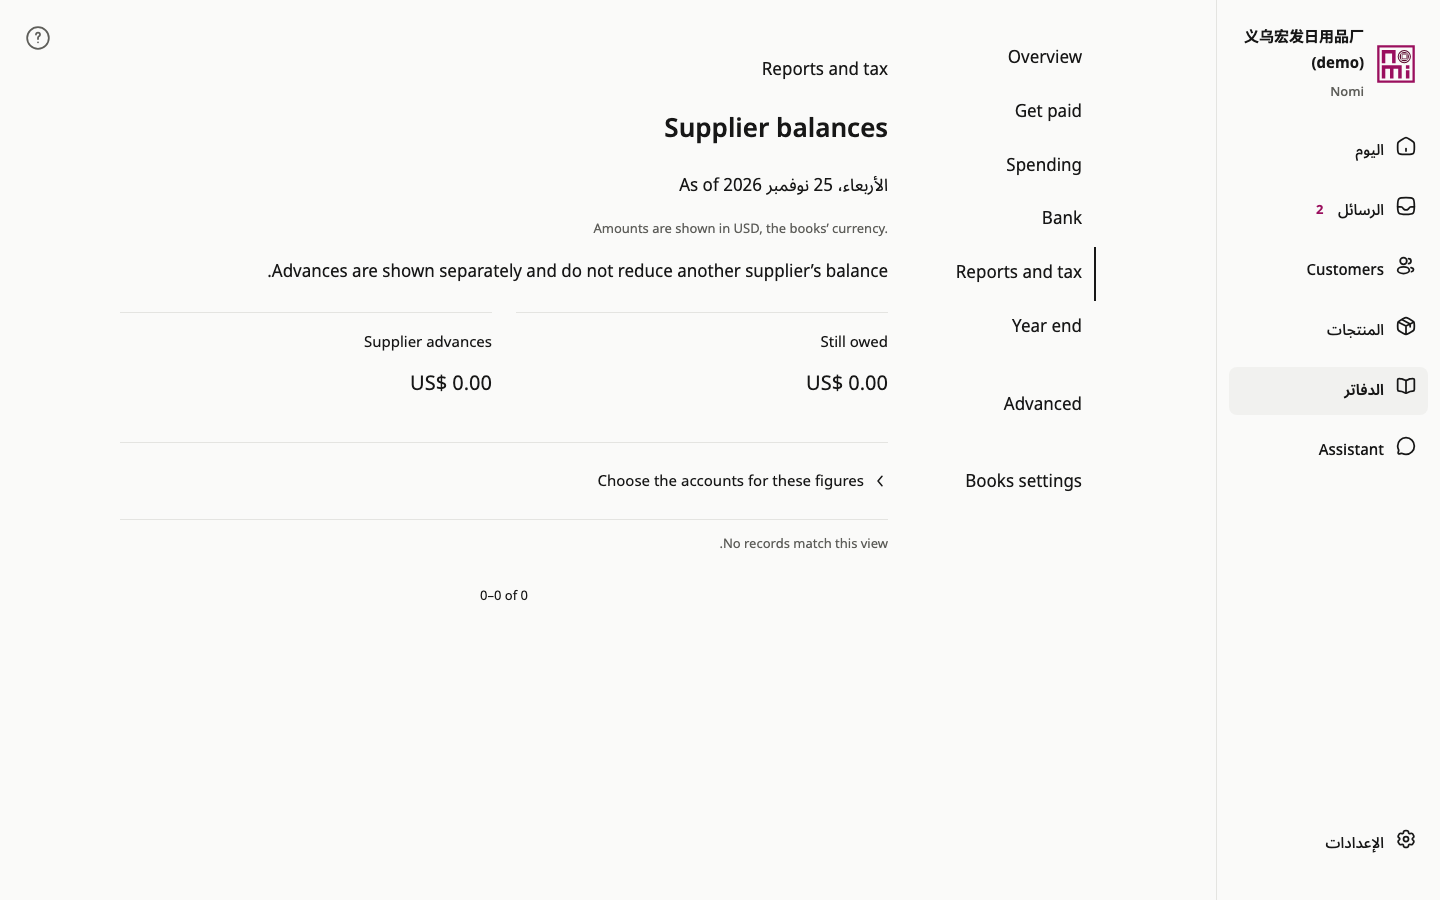 义乌宏发日用品厂
(demo)
Nomi
اليوم
الرسائل 2
Customers
المنتجات
الدفاتر
Assistant
الإعدادات
Overview
Get paid
Spending
Bank
Reports and tax
Year end
Advanced
Books settings
Reports and tax
Supplier balances
As of الأربعاء، 25 نوفمبر 2026
Amounts are shown in USD, the books’ currency.
Advances are shown separately and do not reduce another supplier’s balance.
Still owed
US$ 0.00
Supplier advances
US$ 0.00
Choose the accounts for these figures
No records match this view.
0–0 of 0